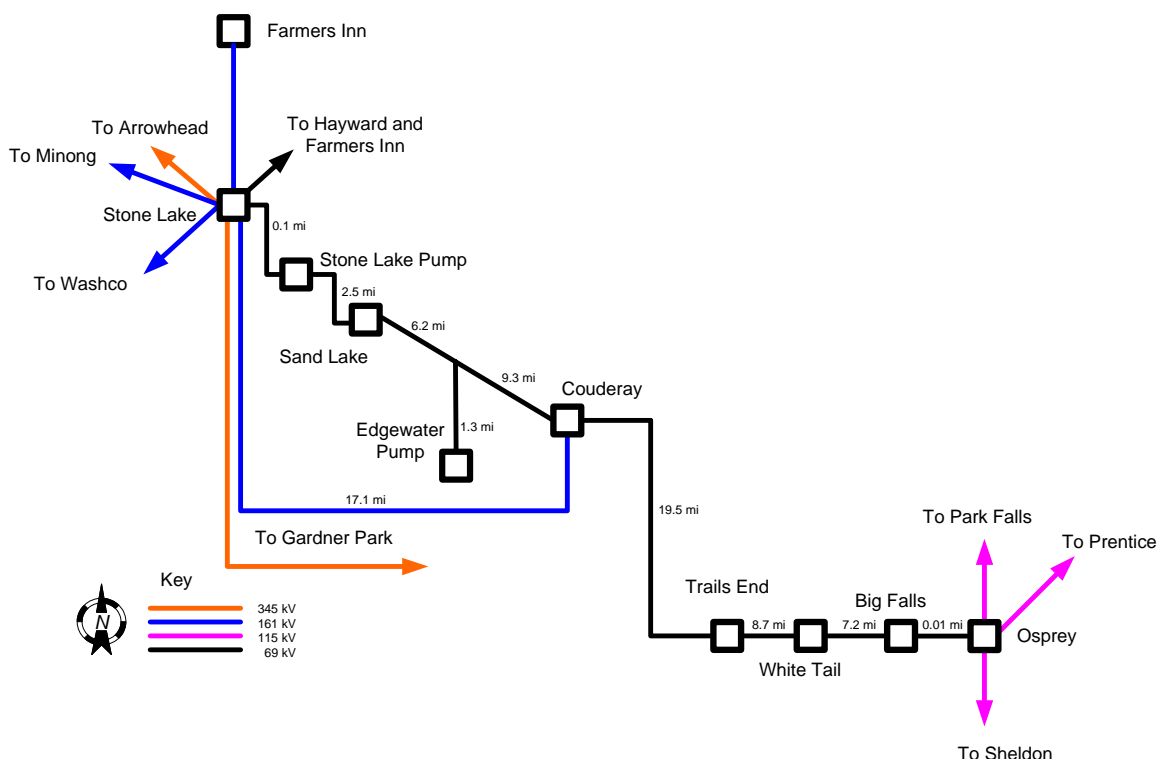 Farmers Inn
To Arrowhead
To Hayward and
Farmers Inn
To Minong
Stone Lake
0.1 mi
To Washco
Stone Lake Pump
2.5 mi
6.2 mi
Sand Lake
9.3 mi
Couderay
Edgewater
Pump
1.3 mi
17.1 mi
19.5 mi
To Gardner Park
To Park Falls
To Prentice
Key
345 kV
161 kV
115 kV
69 kV
N
Trails End
Big Falls
8.7 mi
7.2 mi
0.01 mi
Osprey
White Tail
To Sheldon